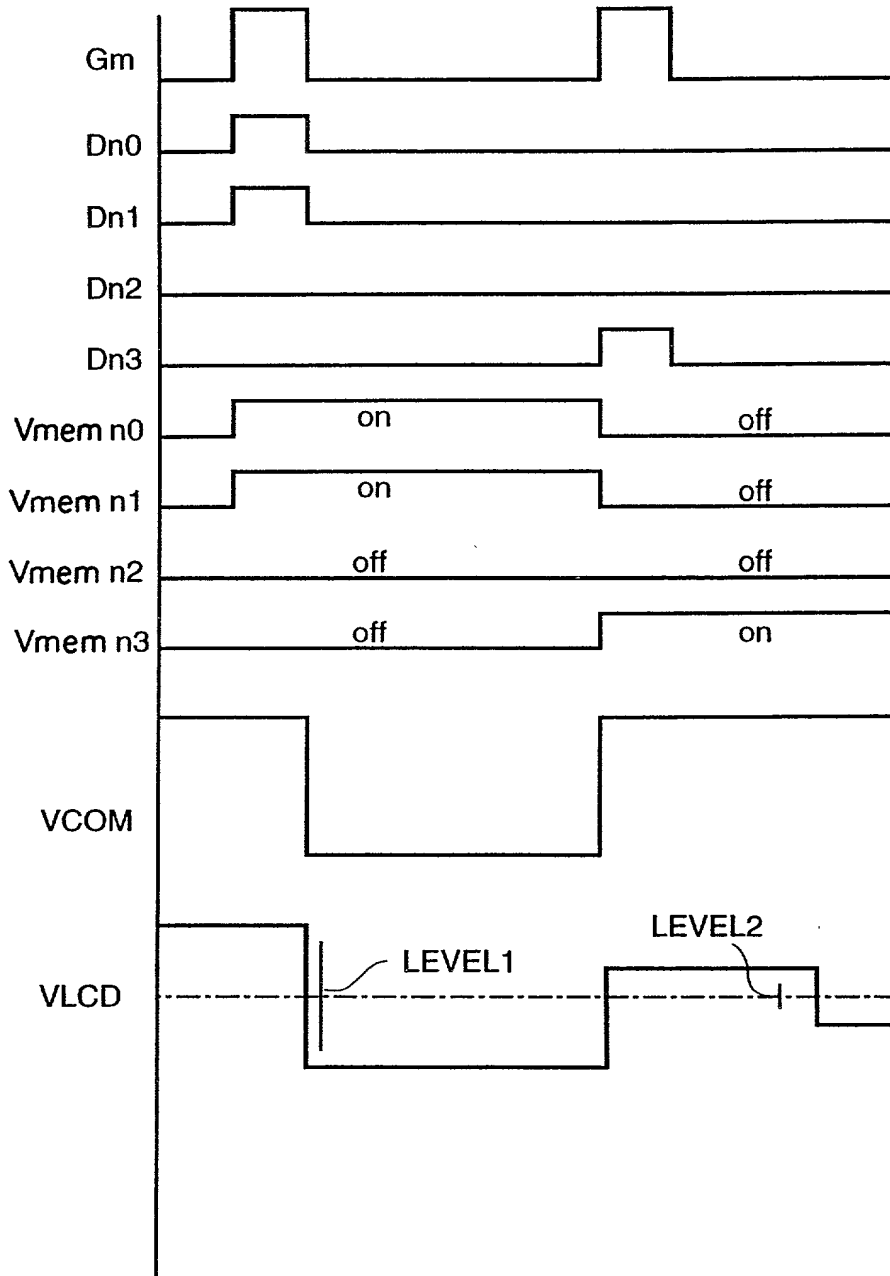 Gm
Dn0
Dn1
Dn2
Dn3
Vmem n0 on off
Vmem n1 on off
Vmem n2 off off
Vmem n3 off on
VCOM
LEVEL1 LEVEL2
VLCD